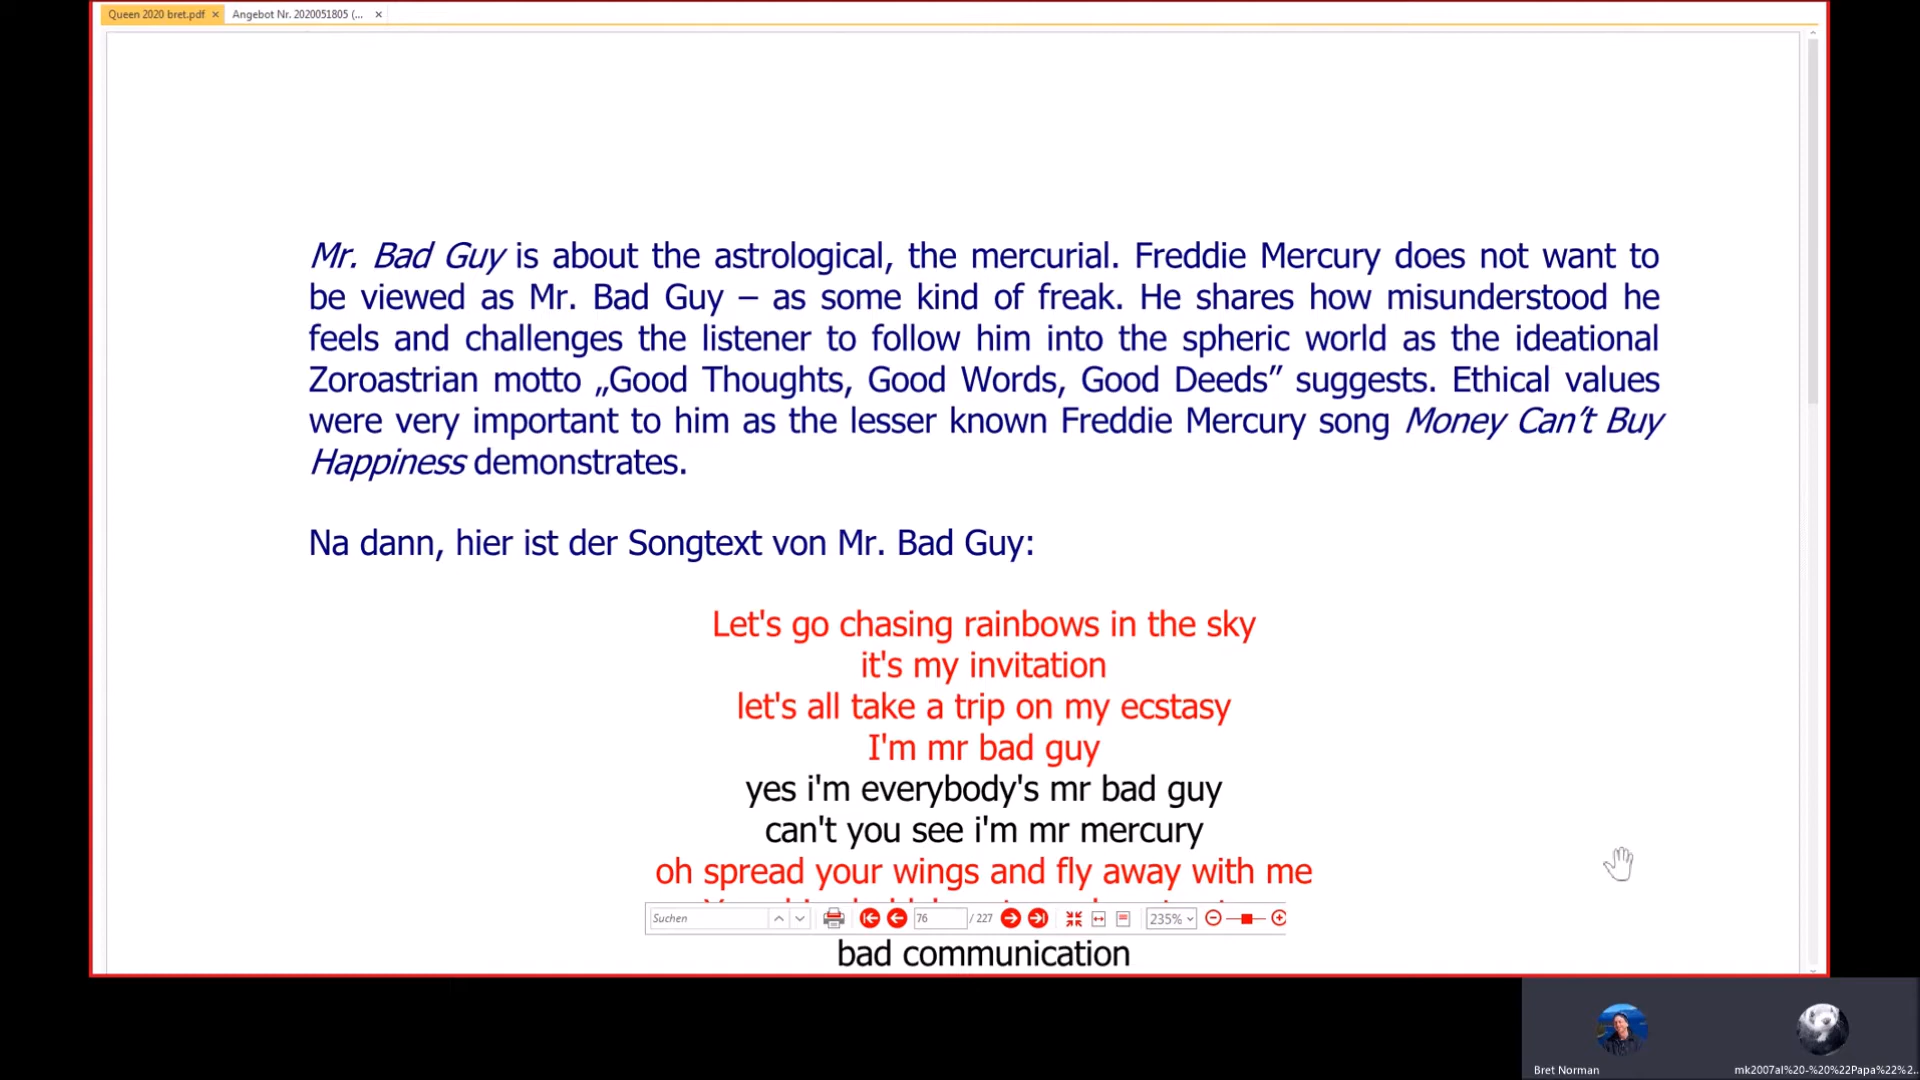 Queen 2020 bret.pdf
Angebot Nr. 2020051805 (...
Mr. Bad Guy is about the astrological, the mercurial. Freddie Mercury does not want to
be viewed as Mr. Bad Guy – as some kind of freak. He shares how misunderstood he
feels and challenges the listener to follow him into the spheric world as the ideational
Zoroastrian motto „Good Thoughts, Good Words, Good Deeds” suggests. Ethical values
were very important to him as the lesser known Freddie Mercury song Money Can’t Buy
Happiness demonstrates.
Na dann, hier ist der Songtext von Mr. Bad Guy:
Let's go chasing rainbows in the sky
it's my invitation
let's all take a trip on my ecstasy
I'm mr bad guy
yes i'm everybody's mr bad guy
can't you see i'm mr mercury
oh spread your wings and fly away with me
Suchen 76 / 227 235%
bad communication
Bret Norman
mk2007al%20-%20%22Papa%22%2...